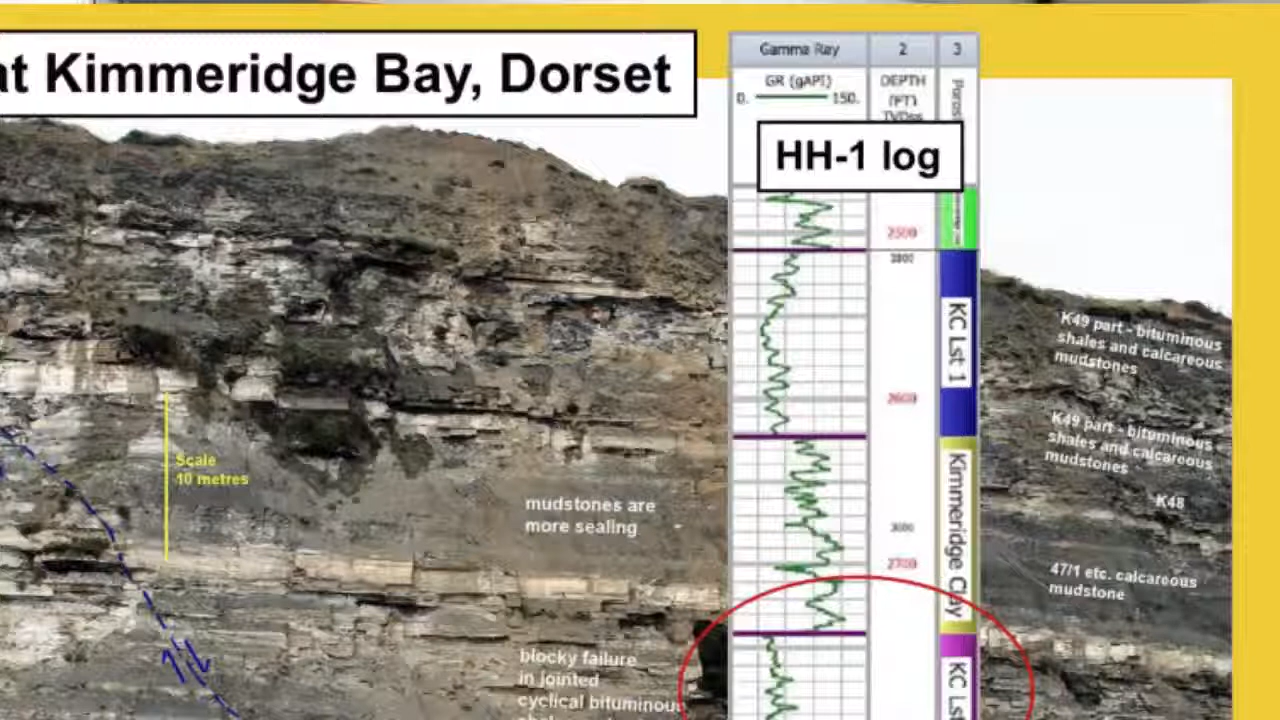 at Kimmeridge Bay, Dorset
Gamma Ray
2
3
GR (gAPI)
0.
150.
DEPTH
(FT)
TVDss
HH-1 log
2500
KC Lst 1
2600
Kimmeridge Clay
2700
KC Lst
Scale
10 metres
mudstones are
more sealing
blocky failure
in jointed
cyclical bituminous
K49 part - bituminous
shales and calcareous
mudstones
K49 part - bituminous
shales and calcareous
mudstones
K48
47/1 etc. calcareous
mudstone